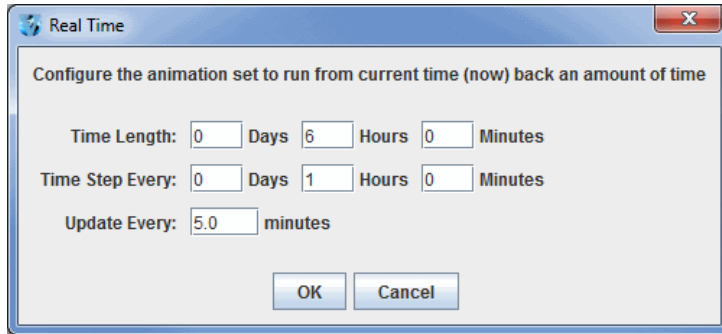 Real Time
Configure the animation set to run from current time (now) back an amount of time
Time Length: 0 Days 6 Hours 0 Minutes
Time Step Every: 0 Days 1 Hours 0 Minutes
Update Every: 5.0 minutes
OK Cancel